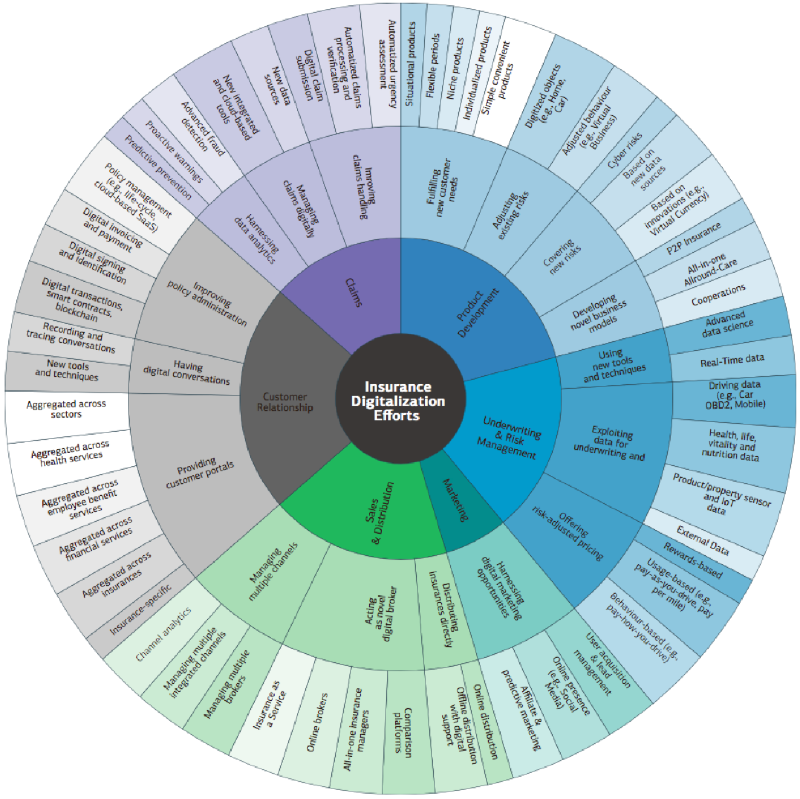 Insurance
Digitalization
Efforts
Product
Development
Fulfilling
new customer
needs
Situational products
Flexible periods
Niche products
Individualized products
Simple convenient
products
Adjusting
existing risks
Digitized objects
(e.g., Home,
Car)
Adjusted behaviour
(e.g., Virtual
Business)
Covering
new risks
Cyber risks
Based on
new data
sources
Based on
innovations (e.g.,
Virtual Currency)
Developing
novel business
models
P2P Insurance
All-in-one
Allround-Care
Cooperations
Underwriting
& Risk
Management
Using
new tools
and techniques
Advanced
data science
Real-Time data
Exploiting
data for
underwriting and
Driving data
(e.g., Car
OBD2, Mobile)
Health, life,
vitality and
nutrition data
Product/property sensor
and IoT
data
External Data
Offering
risk-adjusted pricing
Rewards-based
Usage-based (e.g.,
pay-as-you-drive, pay
per mile)
Behaviour-based (e.g.,
pay-how-you-drive)
Marketing
Harnessing
digital marketing
opportunities
User acquisition
& lead
management
Online presence
(e.g., Social
Media)
Affiliate &
predictive marketing
Sales
& Distribution
Distributing
insurances directly
Online distribution
Offline distribution
with digital
support
Acting
as novel
digital broker
Comparison
platforms
All-in-one Insurance
managers
Online brokers
Insurance as
a Service
Managing
multiple channels
Managing multiple
brokers
Managing multiple
integrated channels
Channel analytics
Customer
Relationship
Providing
customer portals
Insurance-specific
Aggregated across
insurances
Aggregated across
financial services
Aggregated across
employee benefit
services
Aggregated across
health services
Aggregated across
sectors
Having
digital conversations
New tools
and techniques
Recording and
tracing conversations
Improving
policy administration
Digital transactions,
smart contracts,
blockchain
Digital signing
and identification
Digital invoicing
and payment
Policy management
(e.g., life-cycle,
cloud-based SaaS)
Claims
Harnessing
data analytics
Predictive prevention
Proactive warnings
Advanced fraud
detection
Managing
claims digitally
New integrated
and cloud-based
tools
New data
sources
Imroving
claims handling
Digital claim
submission
Automatized claims
processing and
verification
Automatized urgency
assessment